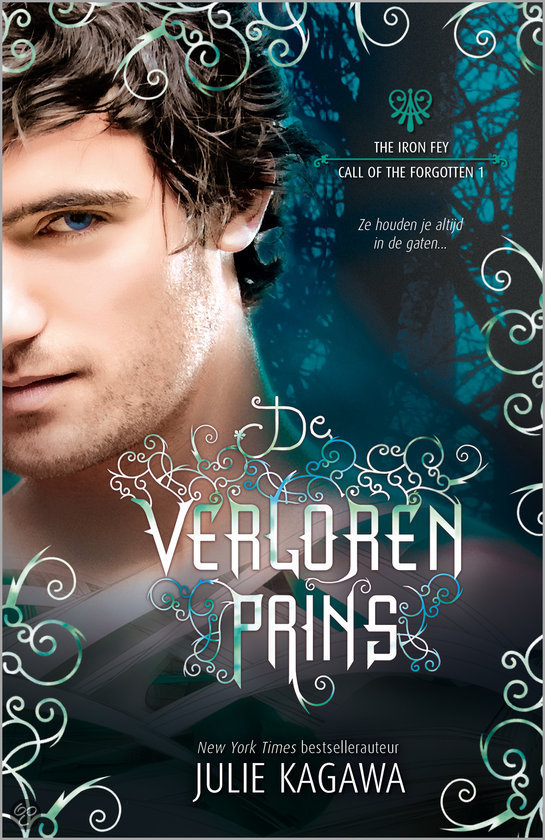 THE IRON FEY
CALL OF THE FORGOTTEN 1
Ze houden je altijd
in de gaten...
De
VERLOREN
PRINS
New York Times bestsellerauteur
JULIE KAGAWA